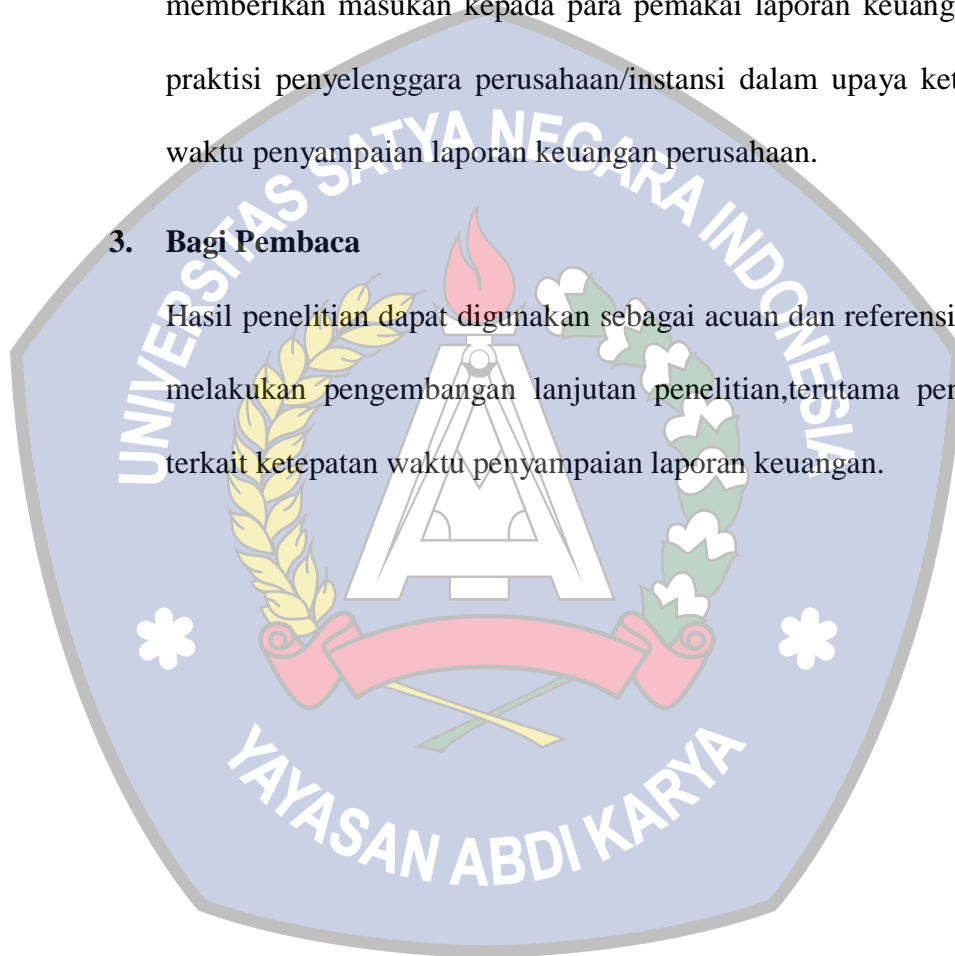 memberikan masukan kepada para pemakai laporan keuang
praktisi penyelenggara perusahaan/instansi dalam upaya ket
waktu penyampaian laporan keuangan perusahaan.
3. Bagi Pembaca
Hasil penelitian dapat digunakan sebagai acuan dan referensi
melakukan pengembangan lanjutan penelitian,terutama pen
terkait ketepatan waktu penyampaian laporan keuangan.
UNIVERSITAS SATYA NEGARA INDONESIA
YAYASAN ABDI KARYA